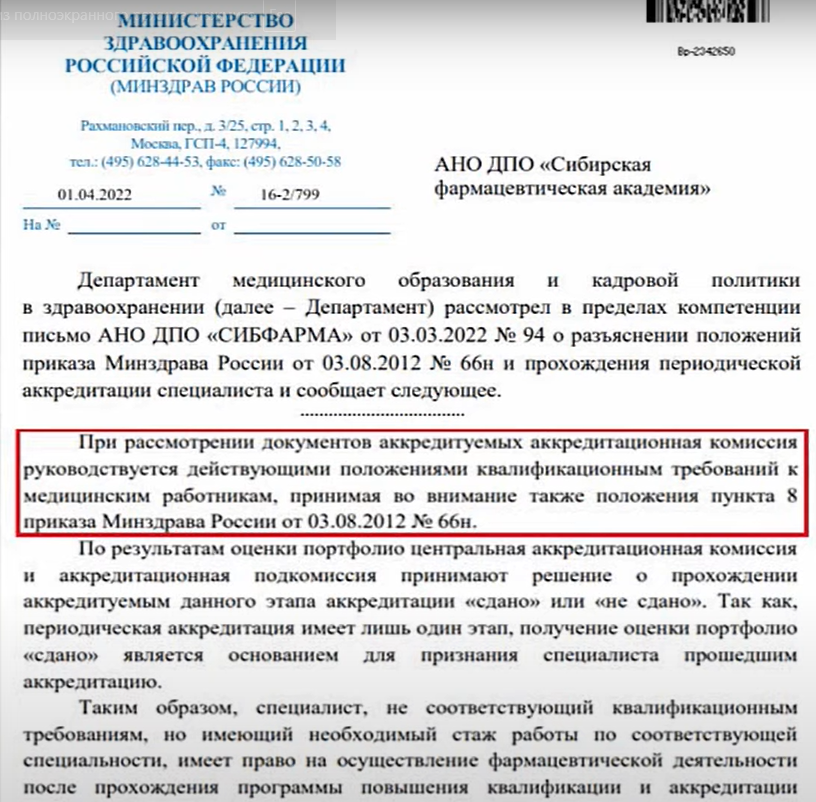 из полноэкранног
МИНИСТЕРСТВО
ЗДРАВООХРАНЕНИЯ
РОССИЙСКОЙ ФЕДЕРАЦИИ
(МИНЗДРАВ РОССИИ)
Рахмановский пер., д. 3/25, стр. 1, 2, 3, 4,
Москва, ГСП-4, 127994,
тел.: (495) 628-44-53, факс: (495) 628-50-58
01.04.2022 № 16-2/799
На № от
Вр-2342650
АНО ДПО «Сибирская
фармацевтическая академия»
Департамент медицинского образования и кадровой политики
в здравоохранении (далее – Департамент) рассмотрел в пределах компетенции
письмо АНО ДПО «СИБФАРМА» от 03.03.2022 № 94 о разъяснении положений
приказа Минздрава России от 03.08.2012 № 66н и прохождения периодической
аккредитации специалиста и сообщает следующее.
При рассмотрении документов аккредитуемых аккредитационная комиссия
руководствуется действующими положениями квалификационным требований к
медицинским работникам, принимая во внимание также положения пункта 8
приказа Минздрава России от 03.08.2012 № 66н.
По результатам оценки портфолио центральная аккредитационная комиссия
и аккредитационная подкомиссия принимают решение о прохождении
аккредитуемым данного этапа аккредитации «сдано» или «не сдано». Так как,
периодическая аккредитация имеет лишь один этап, получение оценки портфолио
«сдано» является основанием для признания специалиста прошедшим
аккредитацию.
Таким образом, специалист, не соответствующий квалификационным
требованиям, но имеющий необходимый стаж работы по соответствующей
специальности, имеет право на осуществление фармацевтической деятельности
после прохождения программы повышения квалификации и аккредитации